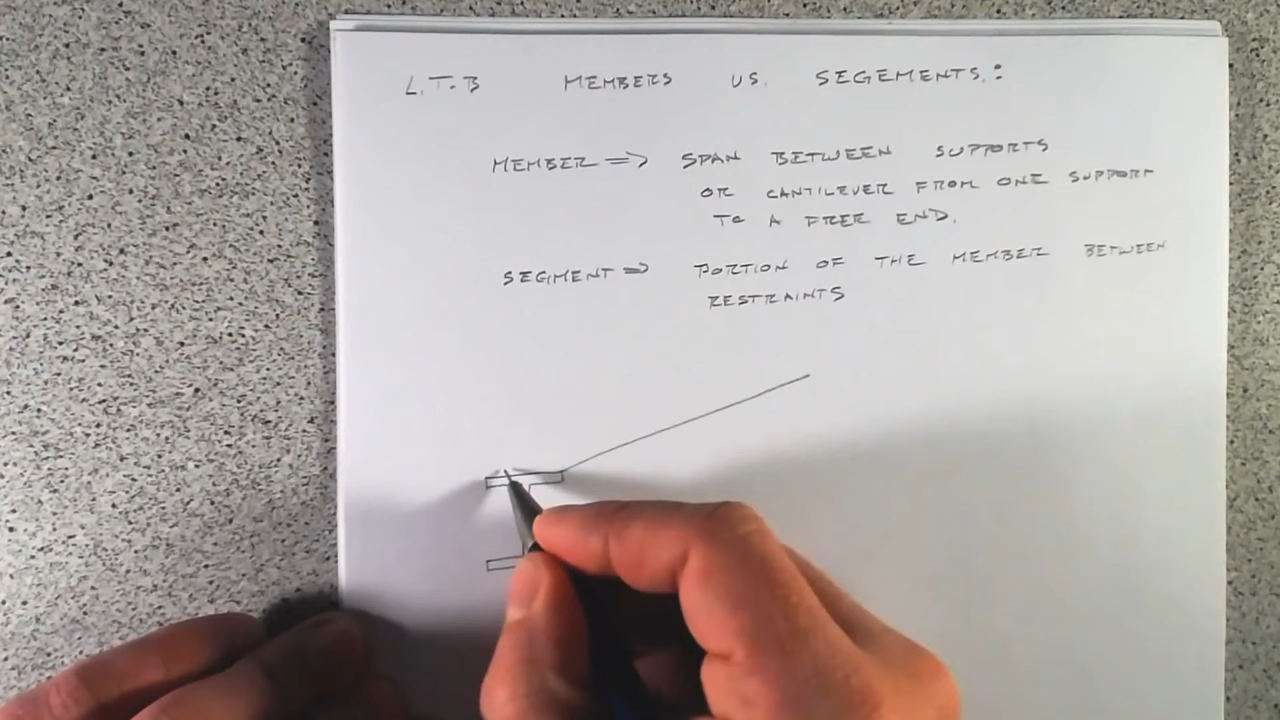 L.T.B MEMBERS VS. SEGEMENTS.:
MEMBER => SPAN BETWEEN SUPPORTS
OR CANTILEVER FROM ONE SUPPORT
TO A FREE END.
SEGMENT => PORTION OF THE MEMBER BETWEEN
RESTRAINTS